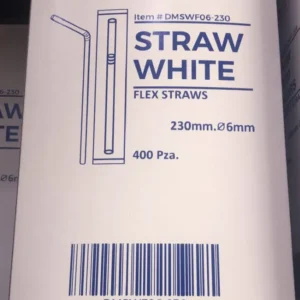 Item # DMSWF06-230
STRAW
WHITE
FLEX STRAWS
230mm.Ø6mm
400 Pza.